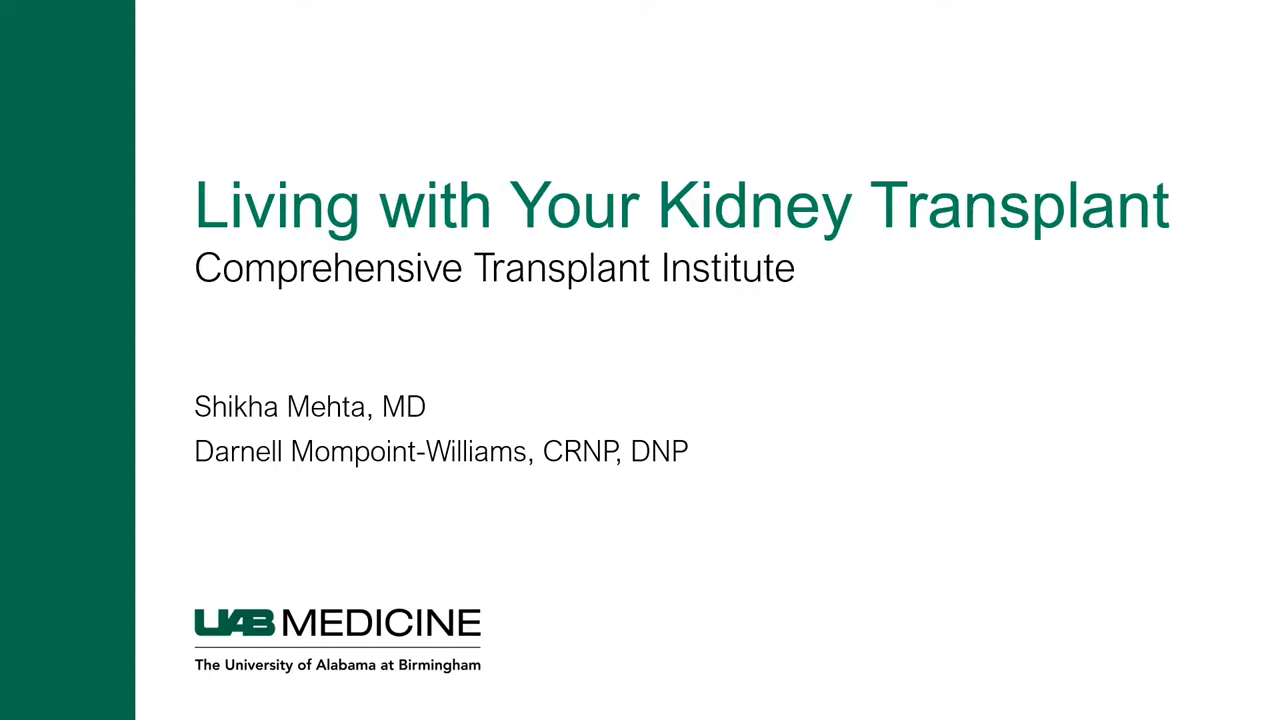 Living with Your Kidney Transplant
Comprehensive Transplant Institute
Shikha Mehta, MD
Darnell Mompoint-Williams, CRNP, DNP
UAB MEDICINE
The University of Alabama at Birmingham